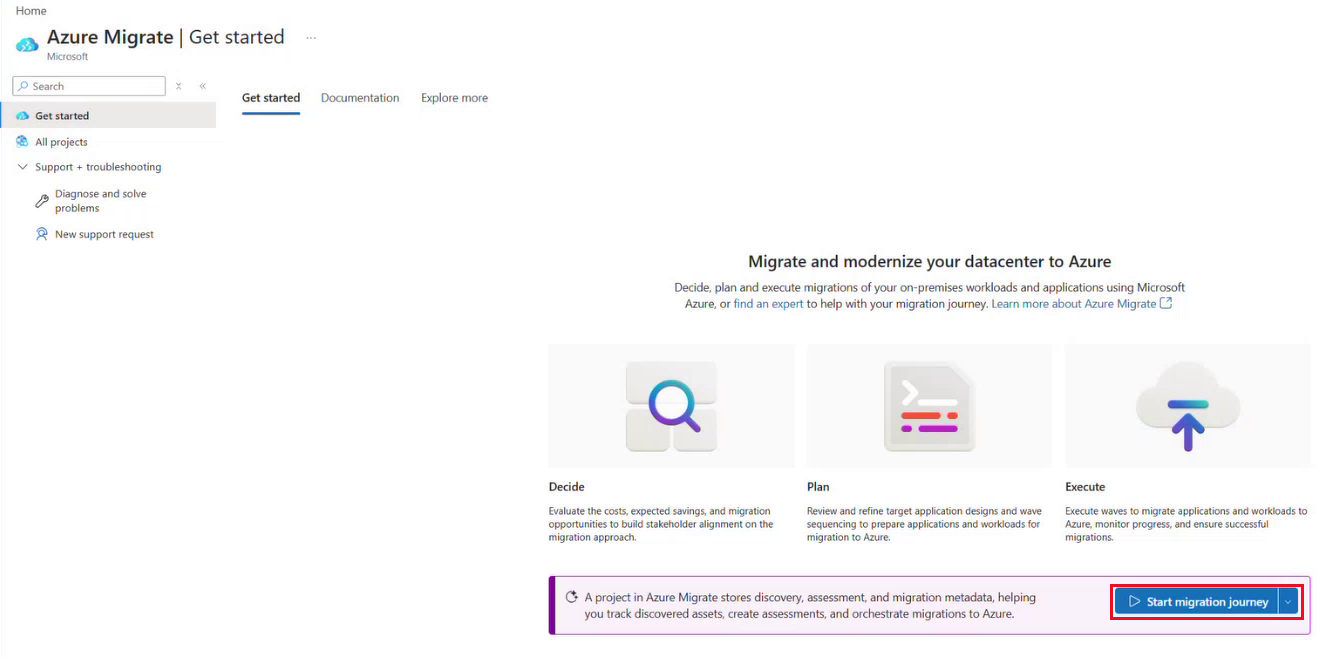 Home
Azure Migrate | Get started ...
Microsoft
Search
Get started
All projects
Support + troubleshooting
Diagnose and solve
problems
New support request
Get started Documentation Explore more
Migrate and modernize your datacenter to Azure
Decide, plan and execute migrations of your on-premises workloads and applications using Microsoft
Azure, or find an expert to help with your migration journey. Learn more about Azure Migrate
Decide
Evaluate the costs, expected savings, and migration
opportunities to build stakeholder alignment on the
migration approach.
Plan
Review and refine target application designs and wave
sequencing to prepare applications and workloads for
migration to Azure.
Execute
Execute waves to migrate applications and workloads to
Azure, monitor progress, and ensure successful
migrations.
A project in Azure Migrate stores discovery, assessment, and migration metadata, helping
you track discovered assets, create assessments, and orchestrate migrations to Azure.
Start migration journey